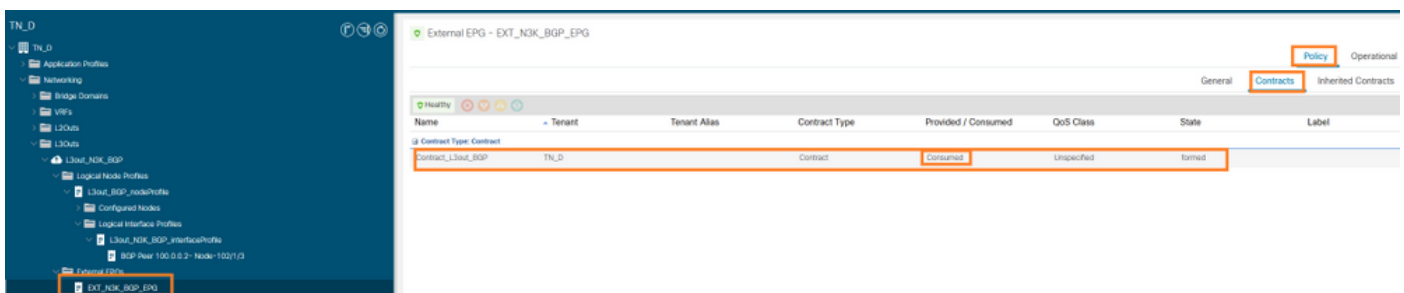 TN_D
TN_D
Application Profiles
Networking
Bridge Domains
VRFs
L2Outs
L3Outs
L3out_N3K_BGP
Logical Node Profiles
L3out_BGP_nodeProfile
Configured Nodes
Logical Interface Profiles
L3out_N3K_BGP_interfaceProfile
BGP Peer 100.0.0.2- Node-102/1/3
External EPGs
EXT_N3K_BGP_EPG
External EPG - EXT_N3K_BGP_EPG
Policy Operational
General Contracts Inherited Contracts
Healthy
Name Tenant Tenant Alias Contract Type Provided / Consumed QoS Class State Label
Contract Type: Contract
Contract_L3out_BGP TN_D Contract Consumed Unspecified formed